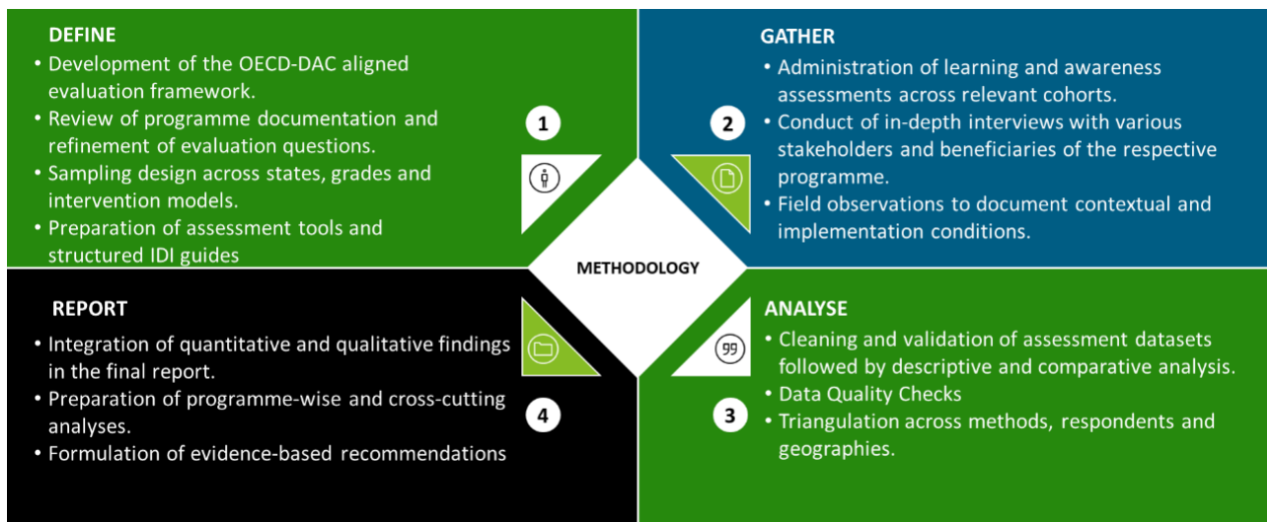 DEFINE
• Development of the OECD-DAC aligned
evaluation framework.
• Review of programme documentation and
refinement of evaluation questions.
• Sampling design across states, grades and
intervention models.
• Preparation of assessment tools and
structured IDI guides
1
GATHER
• Administration of learning and awareness
assessments across relevant cohorts.
• Conduct of in-depth interviews with various
stakeholders and beneficiaries of the respective
programme.
• Field observations to document contextual and
implementation conditions.
2
METHODOLOGY
ANALYSE
• Cleaning and validation of assessment datasets
followed by descriptive and comparative analysis.
• Data Quality Checks
• Triangulation across methods, respondents and
geographies.
3
REPORT
• Integration of quantitative and qualitative findings
in the final report.
• Preparation of programme-wise and cross-cutting
analyses.
• Formulation of evidence-based recommendations
4